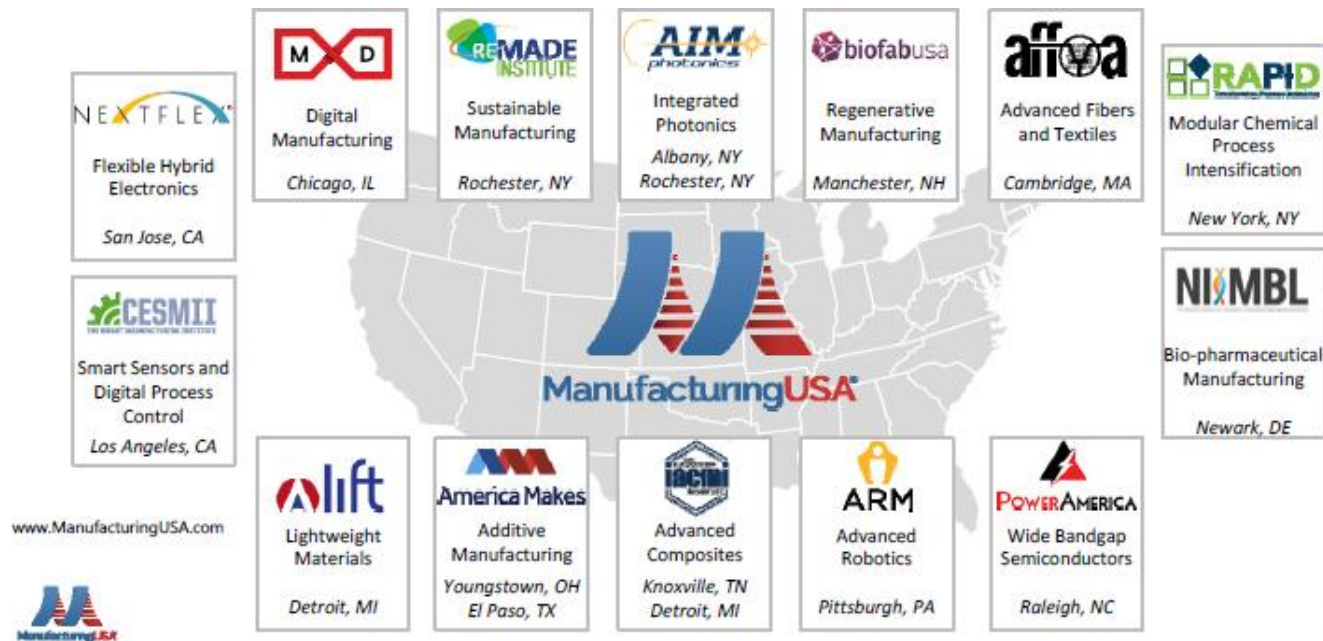 NEXTFLEX
Flexible Hybrid
Electronics
San Jose, CA
M D
Digital
Manufacturing
Chicago, IL
REMADE
INSTITUTE
Sustainable
Manufacturing
Rochester, NY
AIM
photonics
Integrated
Photonics
Albany, NY
Rochester, NY
biofabusa
Regenerative
Manufacturing
Manchester, NH
affoa
Advanced Fibers
and Textiles
Cambridge, MA
RAPID
Modular Chemical
Process
Intensification
New York, NY
CESMII
THE SMART MANUFACTURING INSTITUTE
Smart Sensors and
Digital Process
Control
Los Angeles, CA
ManufacturingUSA®
NIIMBL
Bio-pharmaceutical
Manufacturing
Newark, DE
lift
Lightweight
Materials
Detroit, MI
America Makes
Additive
Manufacturing
Youngstown, OH
El Paso, TX
iacmi
Advanced
Composites
Knoxville, TN
Detroit, MI
ARM
Advanced
Robotics
Pittsburgh, PA
POWERAMERICA
Wide Bandgap
Semiconductors
Raleigh, NC
www.ManufacturingUSA.com
ManufacturingUSA